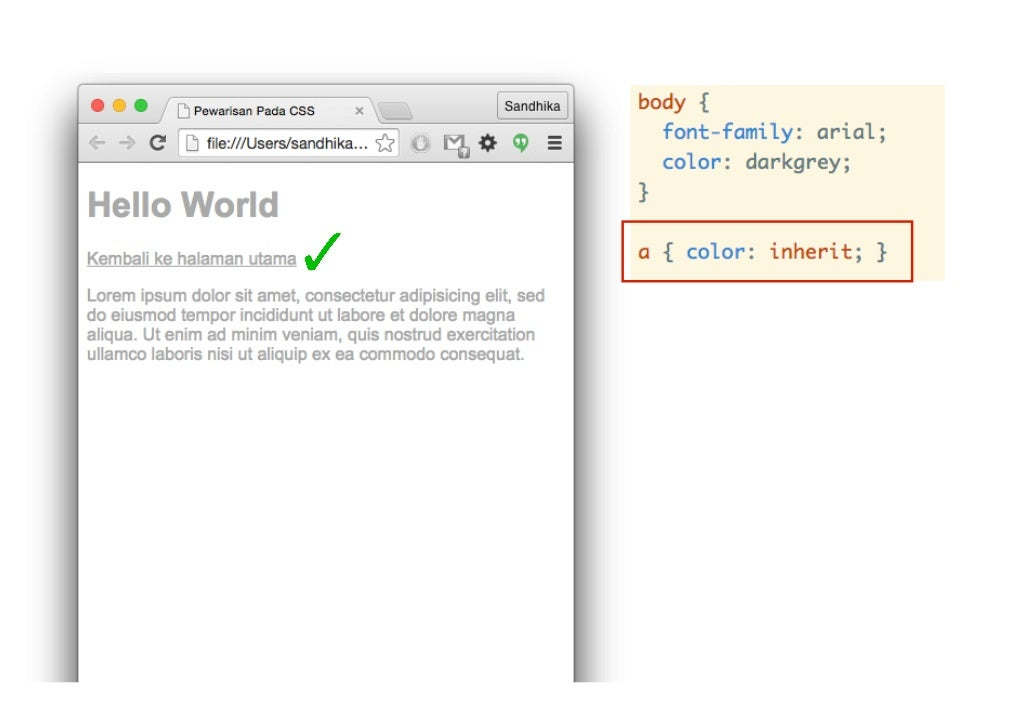 Pewarisan Pada CSS
Sandhika
file:///Users/sandhika...
Hello World
Kembali ke halaman utama
Lorem ipsum dolor sit amet, consectetur adipisicing elit, sed
do eiusmod tempor incididunt ut labore et dolore magna
aliqua. Ut enim ad minim veniam, quis nostrud exercitation
ullamco laboris nisi ut aliquip ex ea commodo consequat.
body {
  font-family: arial;
  color: darkgrey;
}
a { color: inherit; }